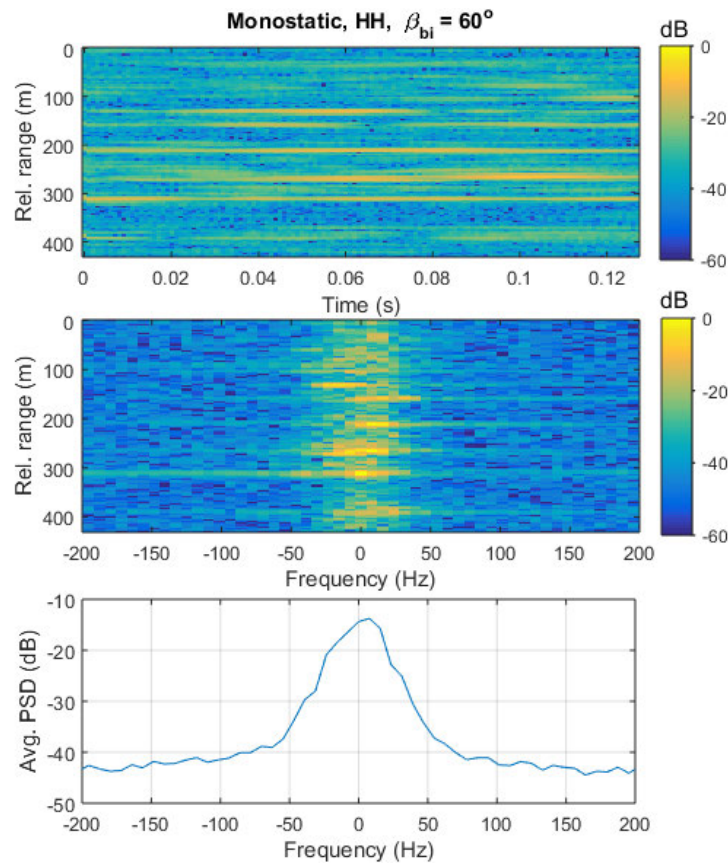 Monostatic, HH, β_bi = 60°
dB
0
100
200
300
400
Rel. range (m)
0 0.02 0.04 0.06 0.08 0.1 0.12
Time (s)
0
-20
-40
-60
dB
0
100
200
300
400
Rel. range (m)
-200 -150 -100 -50 0 50 100 150 200
Frequency (Hz)
0
-20
-40
-60
-10
-20
-30
-40
-50
Avg. PSD (dB)
-200 -150 -100 -50 0 50 100 150 200
Frequency (Hz)